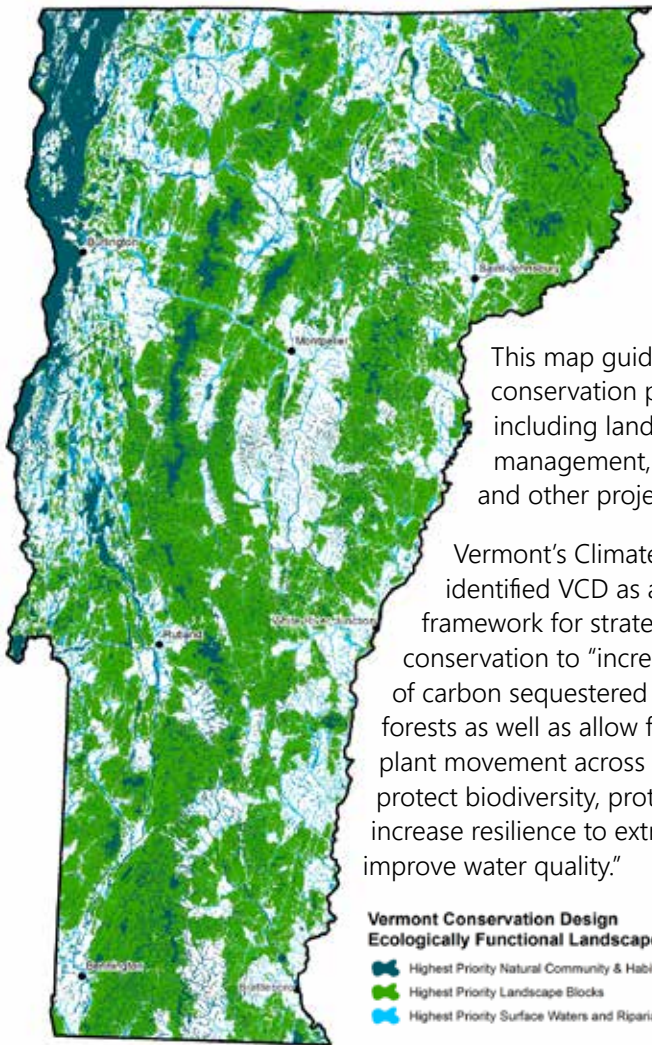 Burlington
Saint Johnsbury
Montpelier
This map guid
conservation p
including land
management,
and other proje
Vermont's Climate
identified VCD as a
framework for strate
conservation to "incre
of carbon sequestered
forests as well as allow f
plant movement across
protect biodiversity, prot
increase resilience to extr
improve water quality."
White River Junction
Rutland
Bennington
Brattleboro
Vermont Conservation Design
Ecologically Functional Landscape
Highest Priority Natural Community & Habi
Highest Priority Landscape Blocks
Highest Priority Surface Waters and Riparia